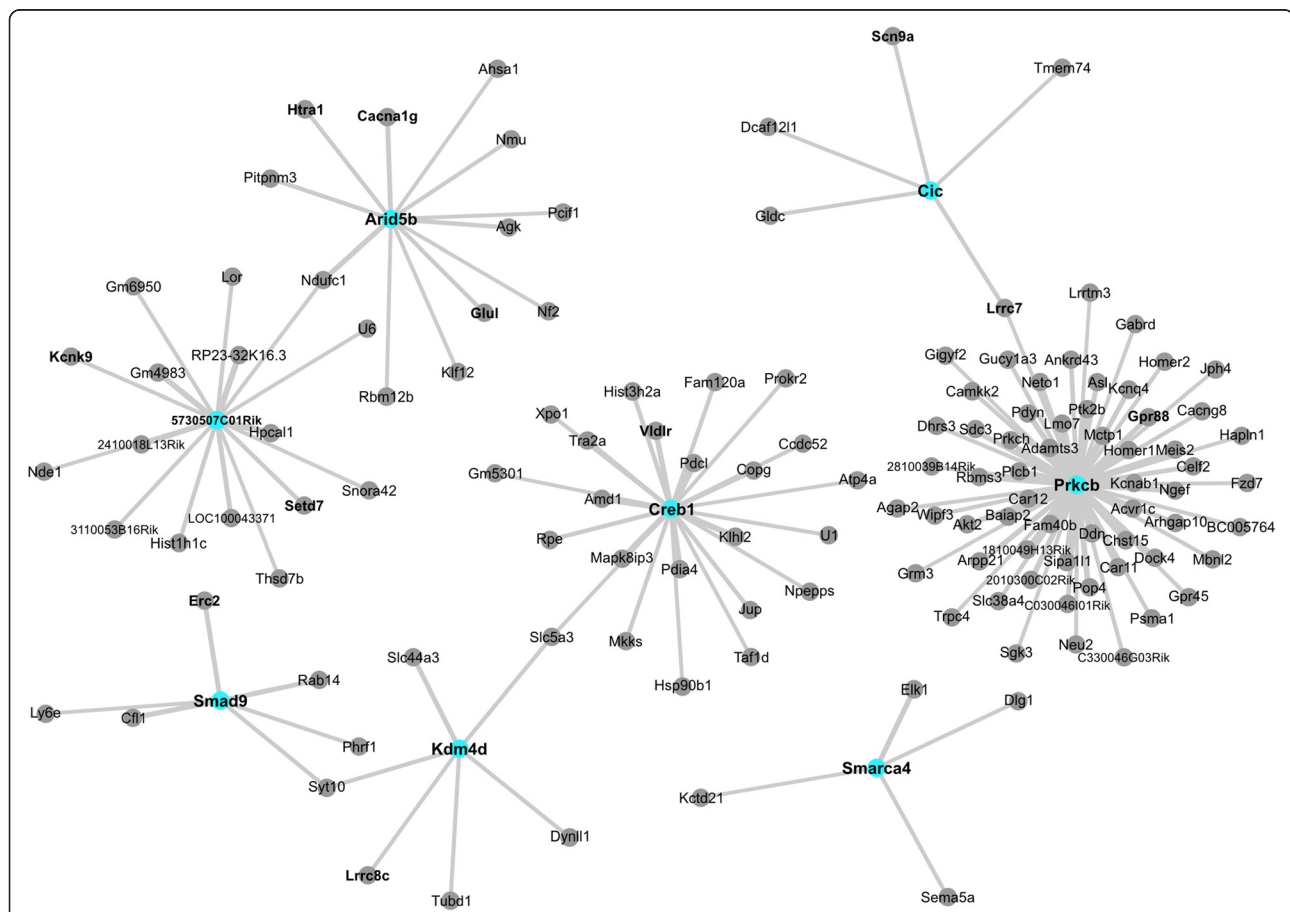 Scn9a
Tmem74
Ahsa1
Htra1
Cacna1g
Dcaf12l1
Nmu
Pitpnm3
Cic
Pcif1
Gldc
Arid5b
Agk
Ndufc1
Lor
Gm6950
Lrrtm3
Lrrc7
Glul
Nf2
Gabrd
U6
Kcnk9
RP23-32K16.3
Gm4983
Klf12
Gigyf2
Gucy1a3
Ankrd43
Homer2
Jph4
Rbm12b
Fam120a
Prokr2
Hist3h2a
Camkk2
Neto1
Asl
Kcnq4
Xpo1
Pdyn
Ptk2b
Gpr88
Cacng8
5730507C01Rik
Hpcal1
Vldlr
Dhrs3
Sdc3
Lmo7
Mctp1
Hapln1
2410018L13Rik
Tra2a
Ccdc52
Prkch
Adamts3
Homer1
Meis2
Nde1
Gm5301
Pdcl
Copg
2810039B14Rik
Rbms3
Plcb1
Celf2
Atp4a
Prkcb
Kcnab1
Ngef
Fzd7
Snora42
Amd1
Car12
Setd7
Creb1
Agap2
Wipf3
Baiap2
Acvr1c
LOC100043371
Akt2
Fam40b
Arhgap10
BC005764
3110053B16Rik
Hist1h1c
Rpe
Klhl2
U1
Ddn
Chst15
Mapk8ip3
1810049H13Rik
Arpp21
Sipa1l1
Dock4
Mbnl2
Thsd7b
Pdia4
Grm3
Car11
2010300C02Rik
Pop4
Npepps
Erc2
Jup
Slc38a4
C030046I01Rik
Gpr45
Trpc4
Psma1
Slc5a3
Mkks
Taf1d
Neu2
Slc44a3
Sgk3
C330046G03Rik
Rab14
Hsp90b1
Elk1
Smad9
Dlg1
Ly6e
Cfl1
Phrf1
Kdm4d
Smarca4
Syt10
Kctd21
Dynll1
Lrrc8c
Tubd1
Sema5a